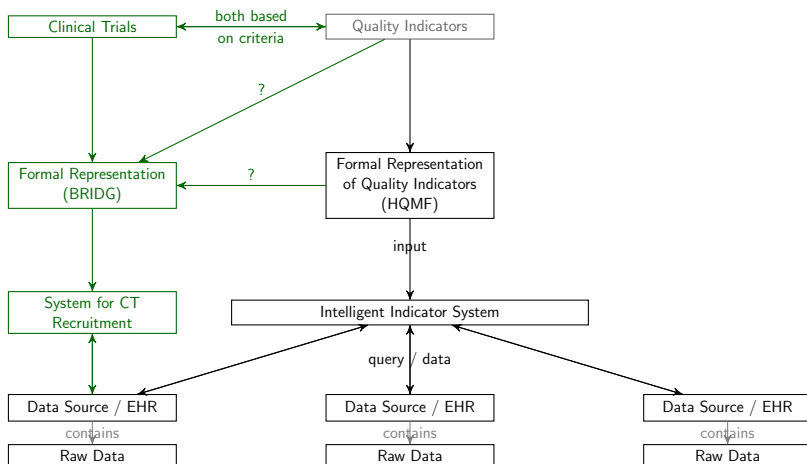 Clinical Trials
both based
on criteria
Quality Indicators
?
Formal Representation
(BRIDG)
?
Formal Representation
of Quality Indicators
(HQMF)
input
System for CT
Recruitment
Intelligent Indicator System
query / data
Data Source / EHR
Data Source / EHR
Data Source / EHR
contains
contains
contains
Raw Data
Raw Data
Raw Data